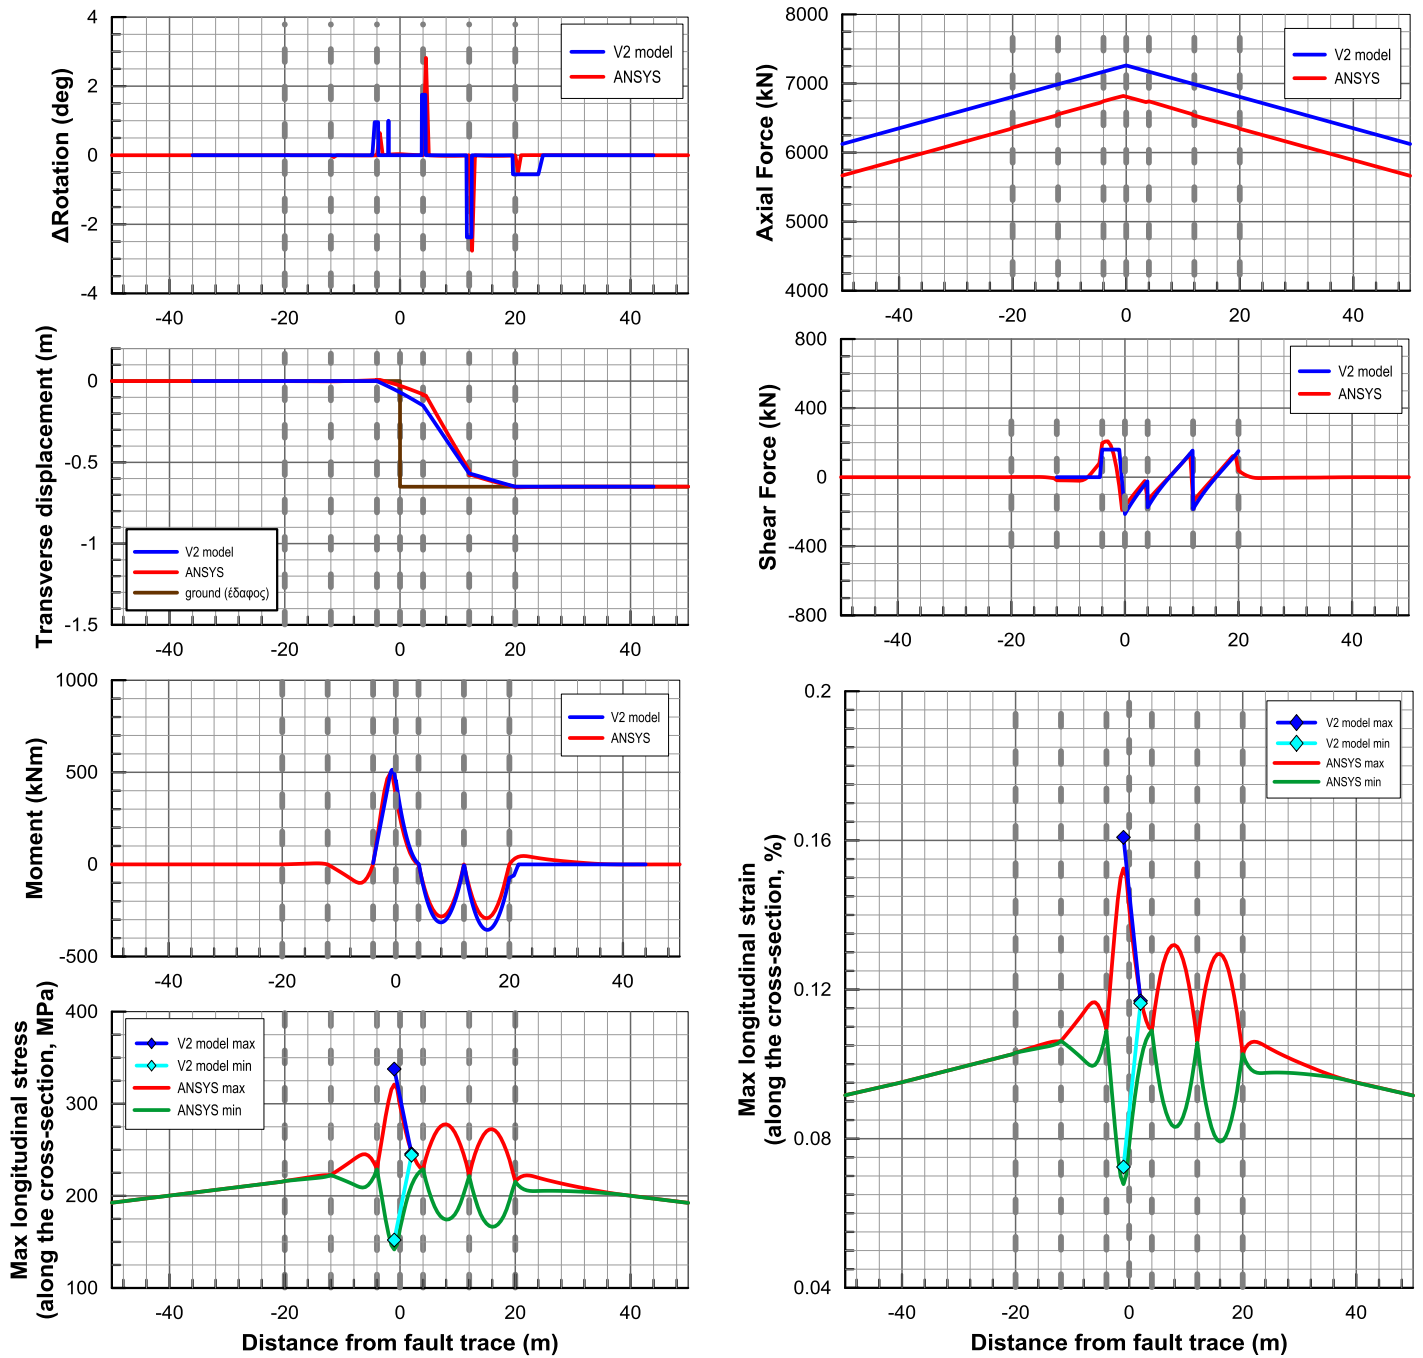 ΔRotation (deg)
4
2
0
-2
-4
V2 model
ANSYS
-40
-20
0
20
40
Axial Force (kN)
8000
7000
6000
5000
4000
V2 model
ANSYS
-40
-20
0
20
40
Transverse displacement (m)
0
-0.5
-1
-1.5
V2 model
ANSYS
ground (έδαφος)
-40
-20
0
20
40
Shear Force (kN)
800
400
0
-400
-800
V2 model
ANSYS
-40
-20
0
20
40
Moment (kNm)
1000
500
0
-500
V2 model
ANSYS
-40
-20
0
20
40
Max longitudinal stress
(along the cross-section, MPa)
400
300
200
100
V2 model max
V2 model min
ANSYS max
ANSYS min
-40
-20
0
20
40
Distance from fault trace (m)
Max longitudinal strain
(along the cross-section, %)
0.2
0.16
0.12
0.08
0.04
V2 model max
V2 model min
ANSYS max
ANSYS min
-40
-20
0
20
40
Distance from fault trace (m)